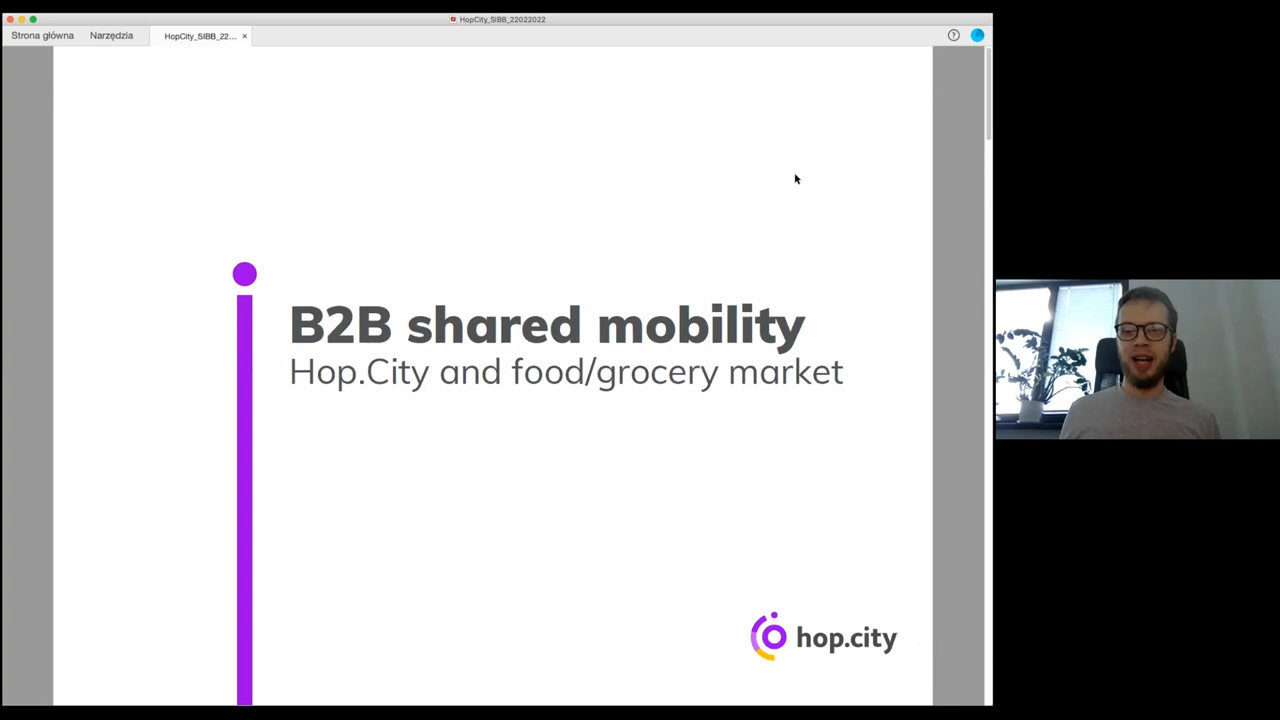 HopCity_SIBB_22022022
Strona główna
Narzędzia
HopCity_SIBB_22...
B2B shared mobility
Hop.City and food/grocery market
hop.city